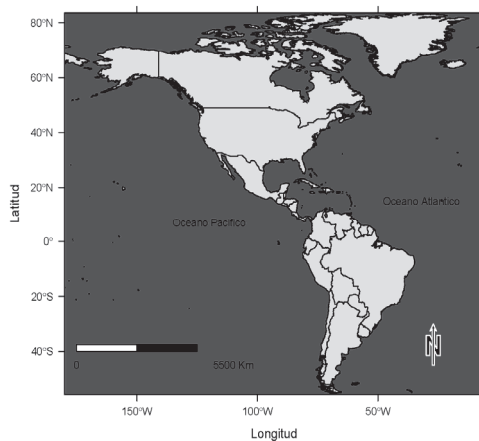 80°N
60°N
40°N
20°N
0°
20°S
40°S
Latitud
Oceano Pacifico
Oceano Atlantico
0 5500 Km
N
150°W 100°W 50°W
Longitud